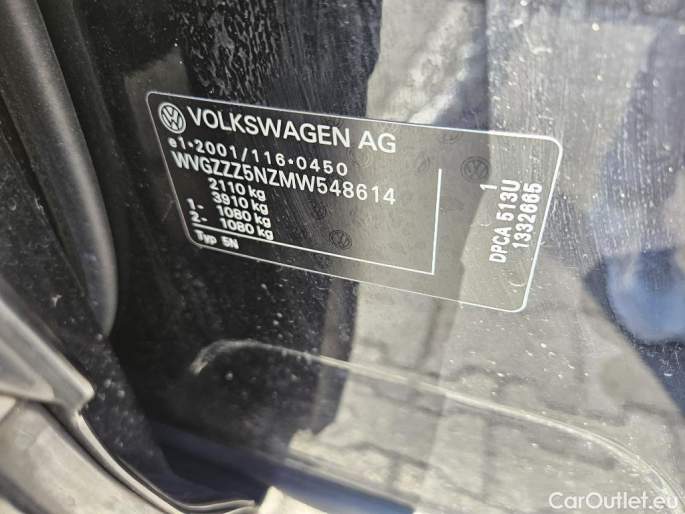 VOLKSWAGEN AG
e1*2001/116*0450
WVGZZZ5NZMW548614
2110 kg
3910 kg
1- 1080 kg
2- 1080 kg
Typ 5N
1
DPCA 513U
1332665
CarOutlet.eu